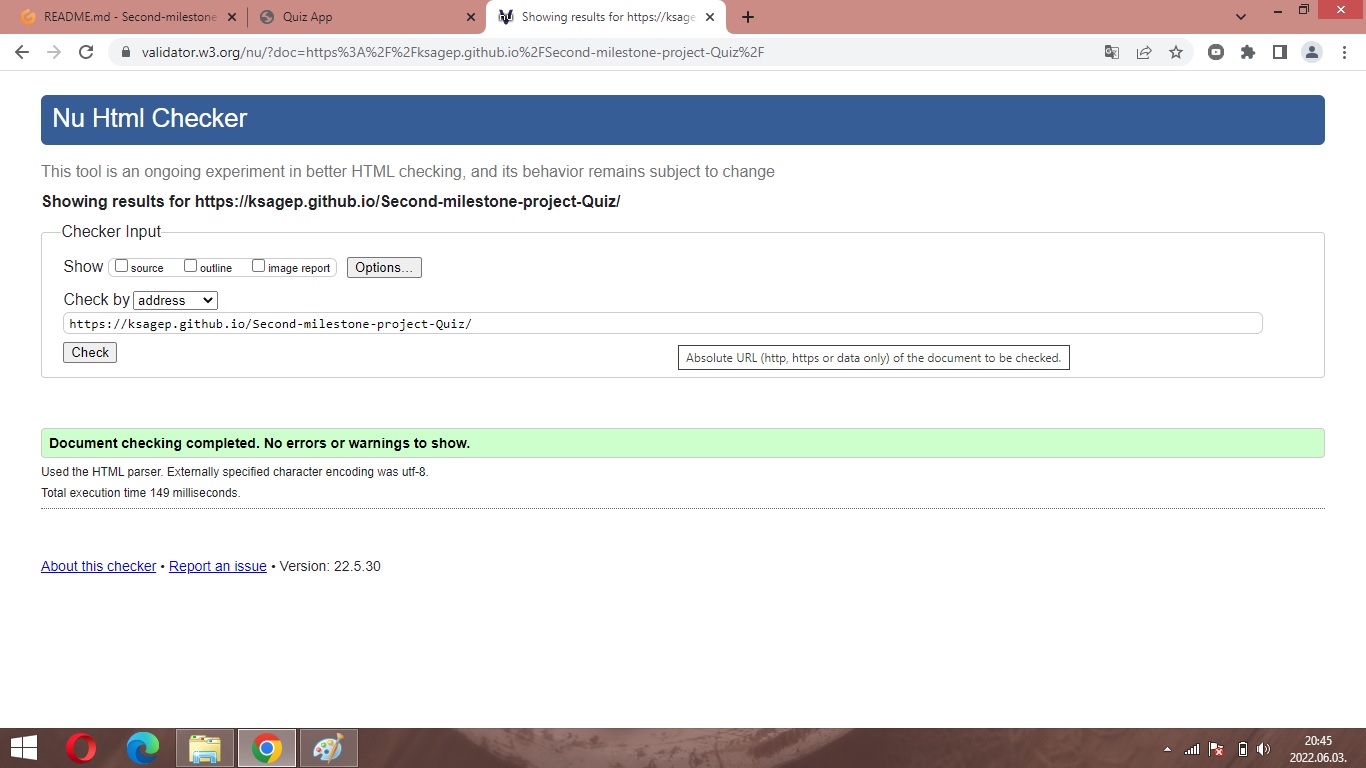 README.md - Second-milestone
Quiz App
Showing results for https://ksage
validator.w3.org/nu/?doc=https%3A%2F%2Fksagep.github.io%2FSecond-milestone-project-Quiz%2F
Nu Html Checker
This tool is an ongoing experiment in better HTML checking, and its behavior remains subject to change
Showing results for https://ksagep.github.io/Second-milestone-project-Quiz/
Checker Input
Show source outline image report Options...
Check by address
https://ksagep.github.io/Second-milestone-project-Quiz/
Check
Absolute URL (http, https or data only) of the document to be checked.
Document checking completed. No errors or warnings to show.
Used the HTML parser. Externally specified character encoding was utf-8.
Total execution time 149 milliseconds.
About this checker • Report an issue • Version: 22.5.30
20:45
2022.06.03.